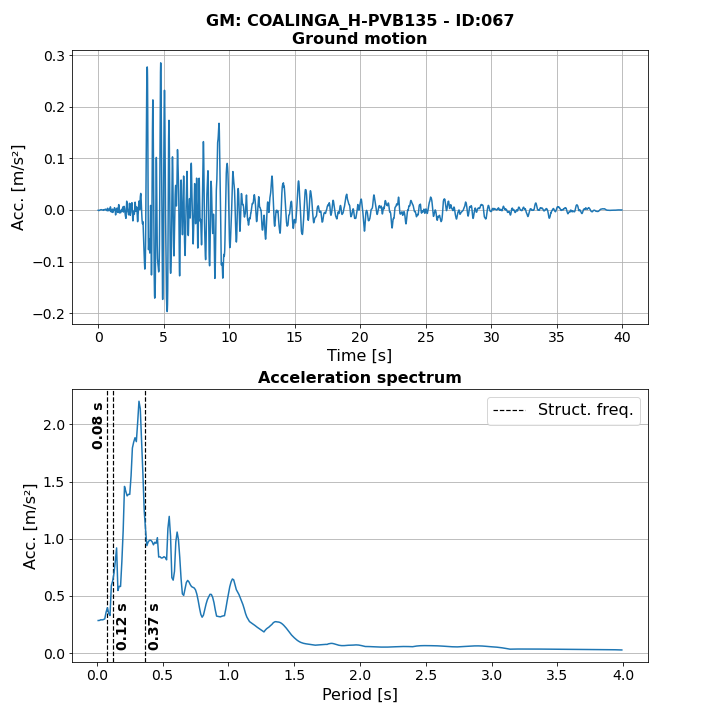 GM: COALINGA_H-PVB135 - ID:067
Ground motion
Acc. [m/s²]
0.3
0.2
0.1
0.0
−0.1
−0.2
0 5 10 15 20 25 30 35 40
Time [s]
Acceleration spectrum
Acc. [m/s²]
2.0
1.5
1.0
0.5
0.0
0.08 s
0.12 s
0.37 s
Struct. freq.
0.0 0.5 1.0 1.5 2.0 2.5 3.0 3.5 4.0
Period [s]